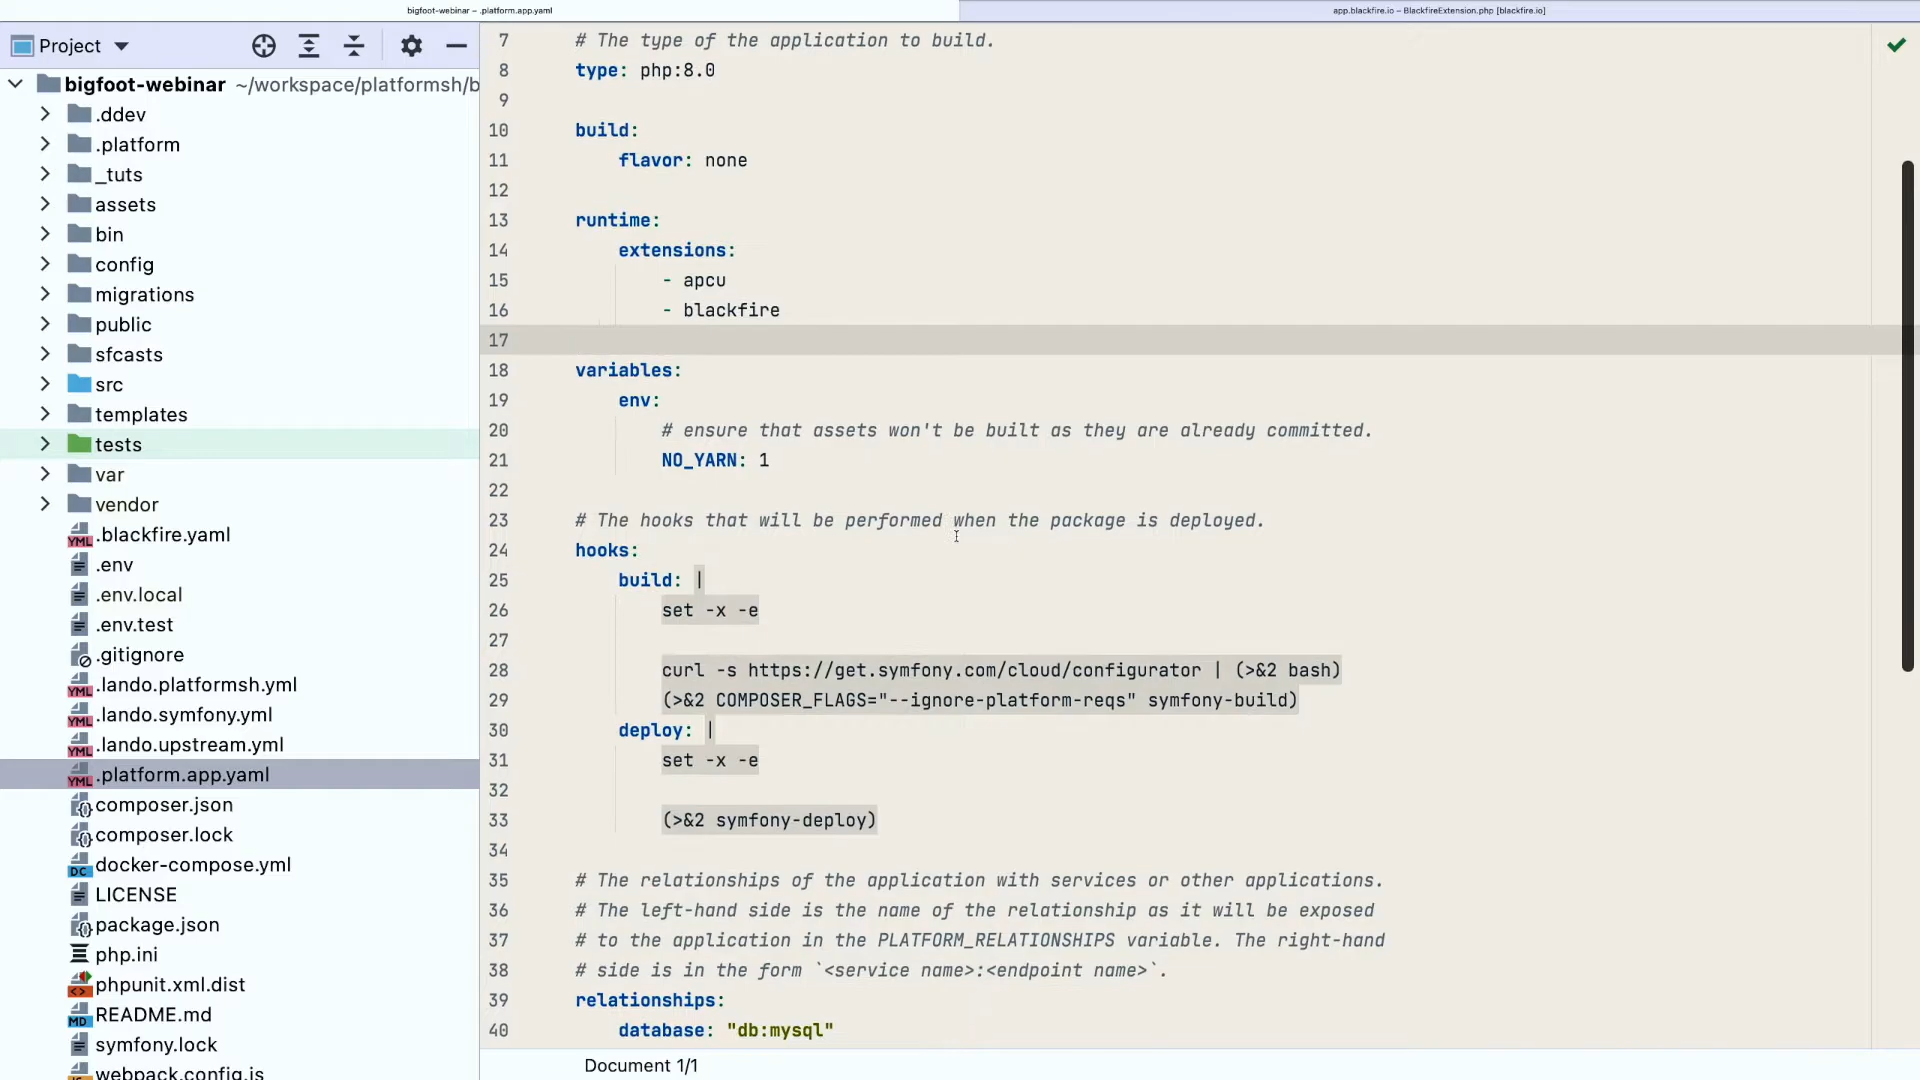 bigfoot-webinar – .platform.app.yaml
app.blackfire.io – BlackfireExtension.php [blackfire.io]
Project
bigfoot-webinar ~/workspace/platformsh/b
.ddev
.platform
_tuts
assets
bin
config
migrations
public
sfcasts
src
templates
tests
var
vendor
.blackfire.yaml
.env
.env.local
.env.test
.gitignore
.lando.platformsh.yml
.lando.symfony.yml
.lando.upstream.yml
.platform.app.yaml
composer.json
composer.lock
docker-compose.yml
LICENSE
package.json
php.ini
phpunit.xml.dist
README.md
symfony.lock
webpack.config.js
7 # The type of the application to build.
8 type: php:8.0
9
10 build:
11 flavor: none
12
13 runtime:
14 extensions:
15 - apcu
16 - blackfire
17
18 variables:
19 env:
20 # ensure that assets won't be built as they are already committed.
21 NO_YARN: 1
22
23 # The hooks that will be performed when the package is deployed.
24 hooks:
25 build: |
26 set -x -e
27
28 curl -s https://get.symfony.com/cloud/configurator | (>&2 bash)
29 (>&2 COMPOSER_FLAGS="--ignore-platform-reqs" symfony-build)
30 deploy: |
31 set -x -e
32
33 (>&2 symfony-deploy)
34
35 # The relationships of the application with services or other applications.
36 # The left-hand side is the name of the relationship as it will be exposed
37 # to the application in the PLATFORM_RELATIONSHIPS variable. The right-hand
38 # side is in the form `<service name>:<endpoint name>`.
39 relationships:
40 database: "db:mysql"
Document 1/1